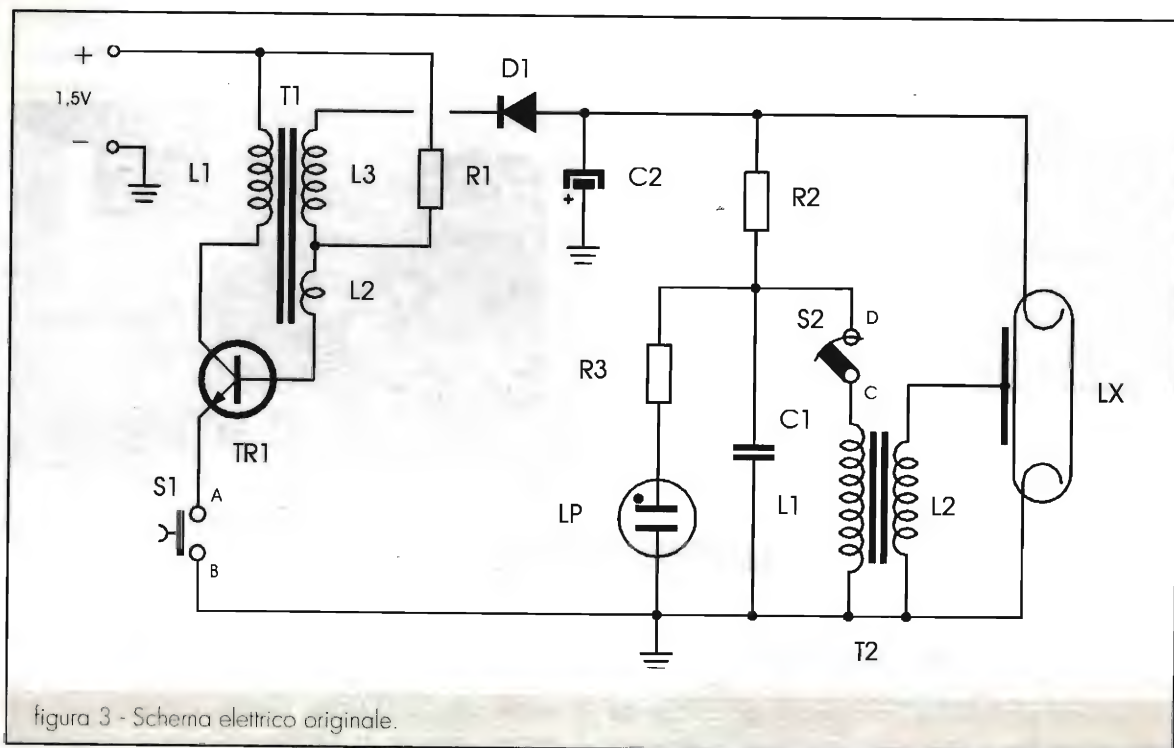 +
1,5V
−
T1
L1
L3
L2
R1
D1
C2
+
R2
S2
D
C
R3
C1
L1
L2
LX
LP
TR1
S1
A
B
T2
figura 3 - Schema elettrico originale.